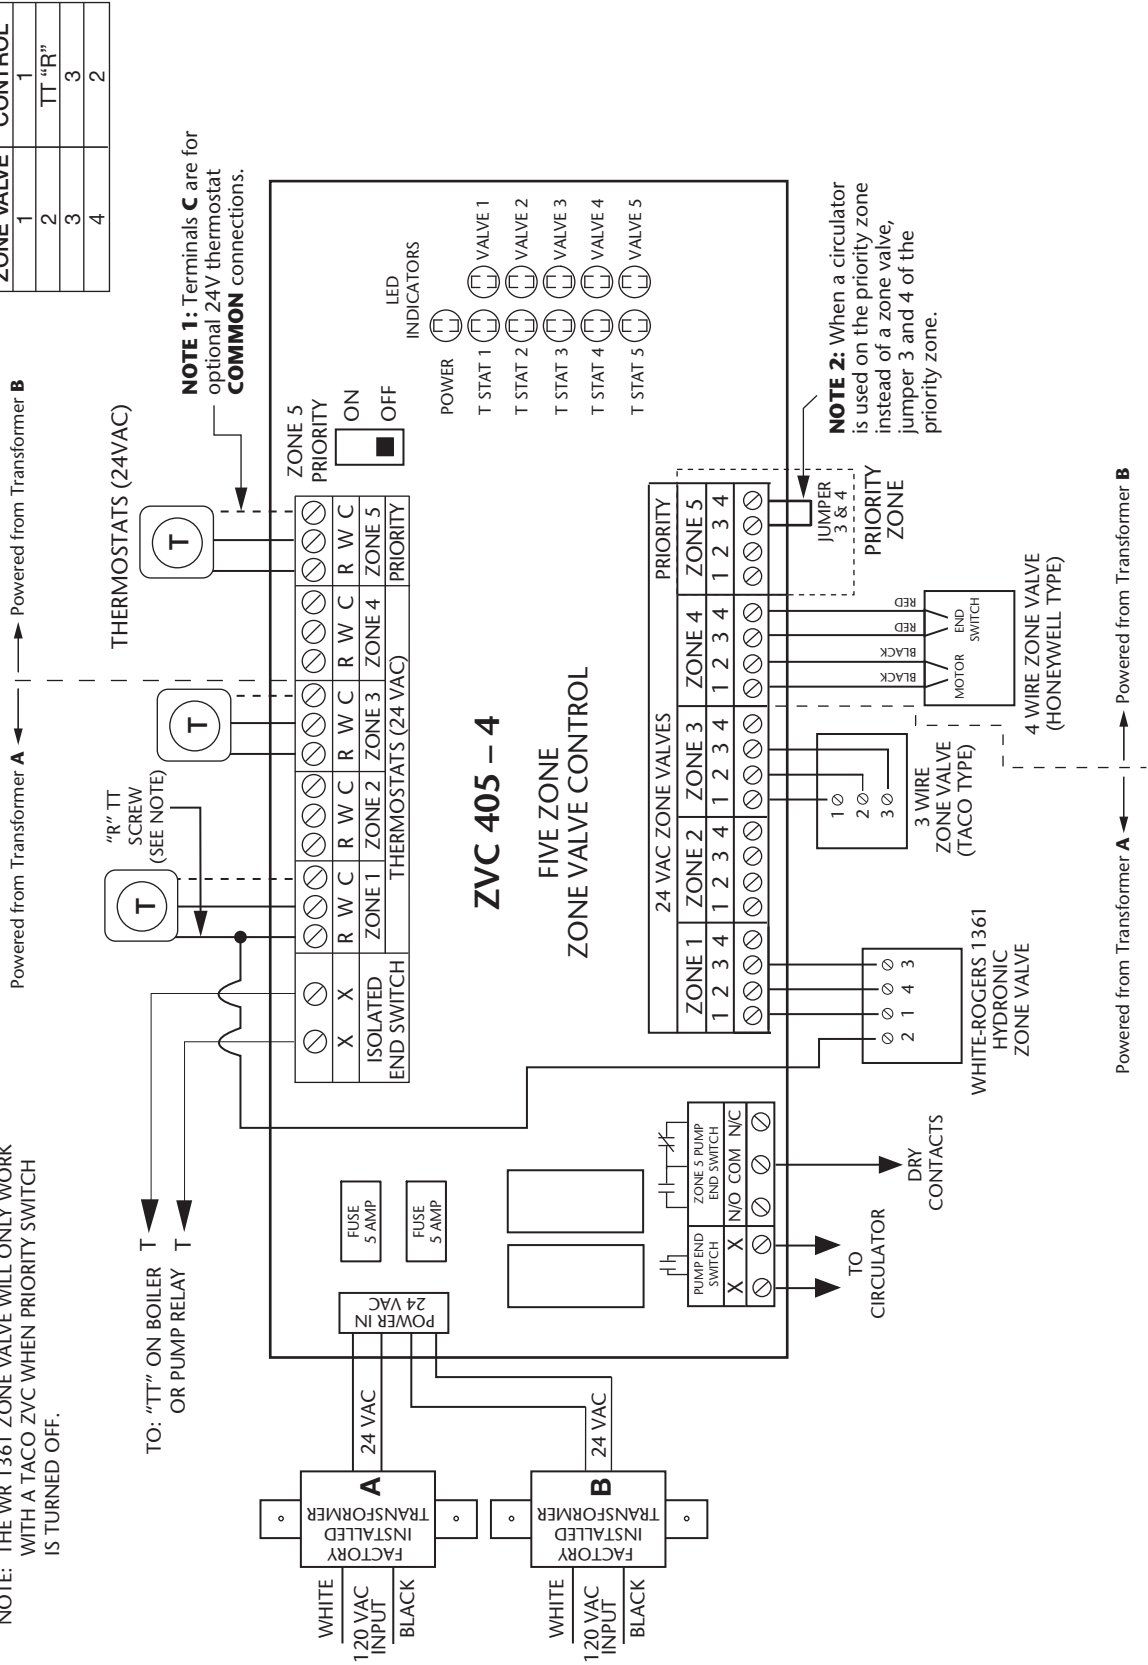 ZONE VALVE CONTROL
1 1
2 TT “R”
3 3
4 2
NOTE: THE WR 1361 ZONE VALVE WILL ONLY WORK
WITH A TACO ZVC WHEN PRIORITY SWITCH
IS TURNED OFF.
Powered from Transformer A
Powered from Transformer B
THERMOSTATS (24VAC)
NOTE 1: Terminals C are for
optional 24V thermostat
COMMON connections.
"R" TT
SCREW
(SEE NOTE)
T
T
T
TO: "TT" ON BOILER T
OR PUMP RELAY T
X X
ISOLATED
END SWITCH
R W C
ZONE 1
R W C
ZONE 2
R W C
ZONE 3
R W C
ZONE 4
R W C
ZONE 5
THERMOSTATS (24 VAC)
PRIORITY
ZONE 5
PRIORITY
ON
OFF
LED
INDICATORS
POWER
T STAT 1 VALVE 1
T STAT 2 VALVE 2
T STAT 3 VALVE 3
T STAT 4 VALVE 4
T STAT 5 VALVE 5
FUSE
5 AMP
FUSE
5 AMP
POWER IN
24 VAC
24 VAC
24 VAC
A
FACTORY
INSTALLED
TRANSFORMER
WHITE
120 VAC
INPUT
BLACK
B
FACTORY
INSTALLED
TRANSFORMER
WHITE
120 VAC
INPUT
BLACK
ZVC 405 – 4
FIVE ZONE
ZONE VALVE CONTROL
PUMP END
SWITCH
X X
ZONE 5 PUMP
END SWITCH
N/O COM N/C
TO
CIRCULATOR
DRY
CONTACTS
24 VAC ZONE VALVES
PRIORITY
ZONE 1
1 2 3 4
ZONE 2
1 2 3 4
ZONE 3
1 2 3 4
ZONE 4
1 2 3 4
ZONE 5
1 2 3 4
JUMPER
3 & 4
PRIORITY
ZONE
NOTE 2: When a circulator
is used on the priority zone
instead of a zone valve,
jumper 3 and 4 of the
priority zone.
2 1 4 3
WHITE-ROGERS 1361
HYDRONIC
ZONE VALVE
1
2
3
3 WIRE
ZONE VALVE
(TACO TYPE)
BLACK
BLACK
RED
RED
MOTOR
END
SWITCH
4 WIRE ZONE VALVE
(HONEYWELL TYPE)
Powered from Transformer A
Powered from Transformer B